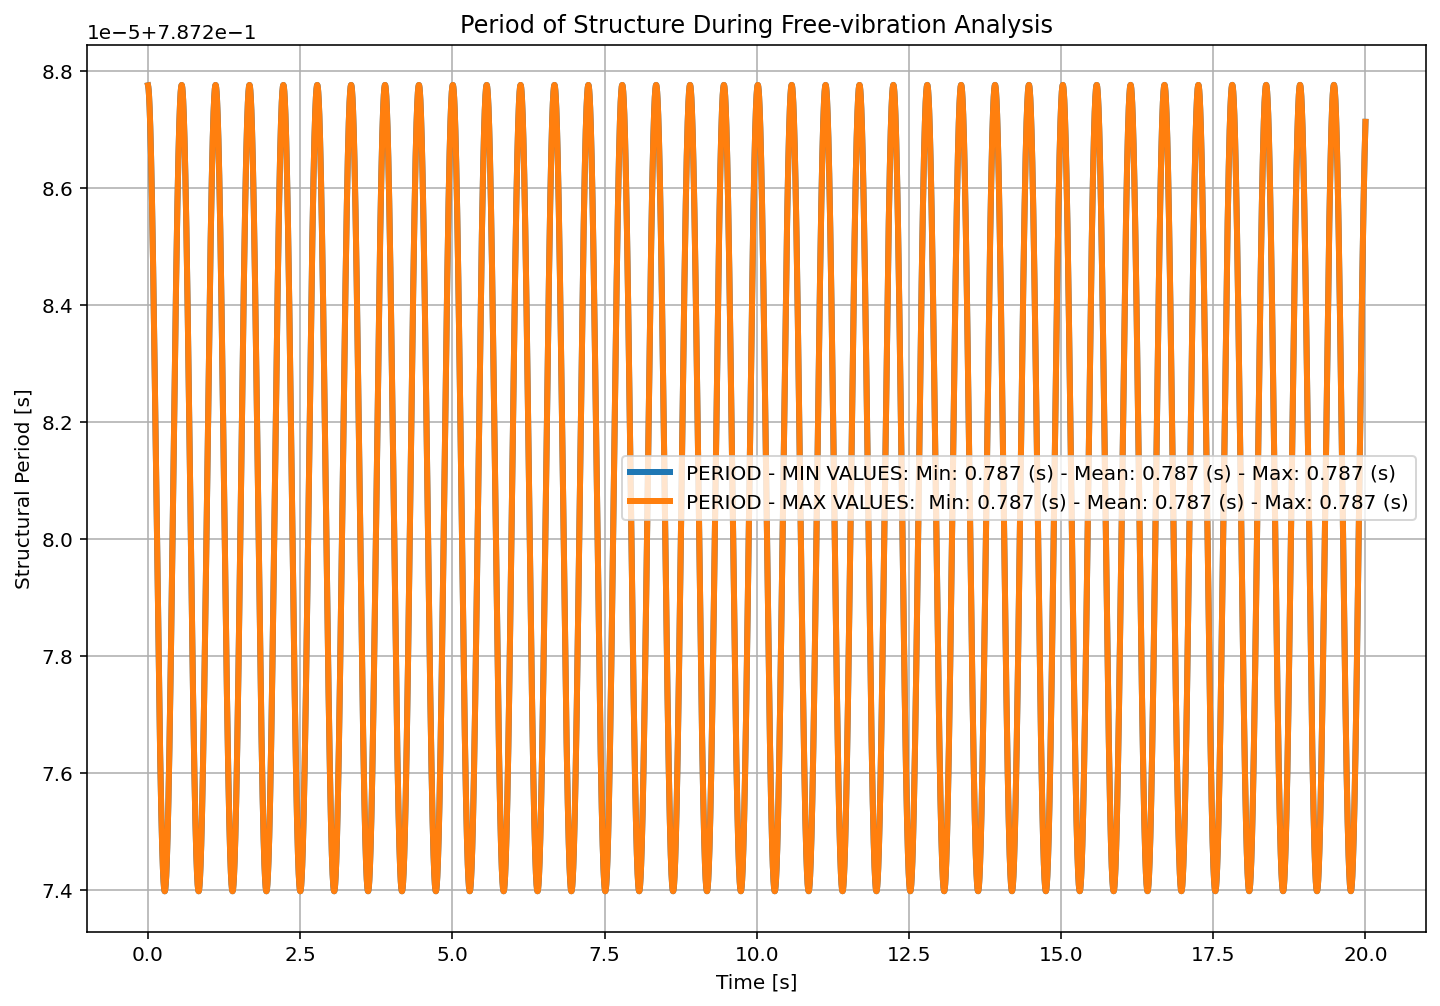 Period of Structure During Free-vibration Analysis
1e−5+7.872e−1
8.8
8.6
8.4
8.2
8.0
7.8
7.6
7.4
Structural Period [s]
PERIOD - MIN VALUES: Min: 0.787 (s) - Mean: 0.787 (s) - Max: 0.787 (s)
PERIOD - MAX VALUES:  Min: 0.787 (s) - Mean: 0.787 (s) - Max: 0.787 (s)
0.0 2.5 5.0 7.5 10.0 12.5 15.0 17.5 20.0
Time [s]